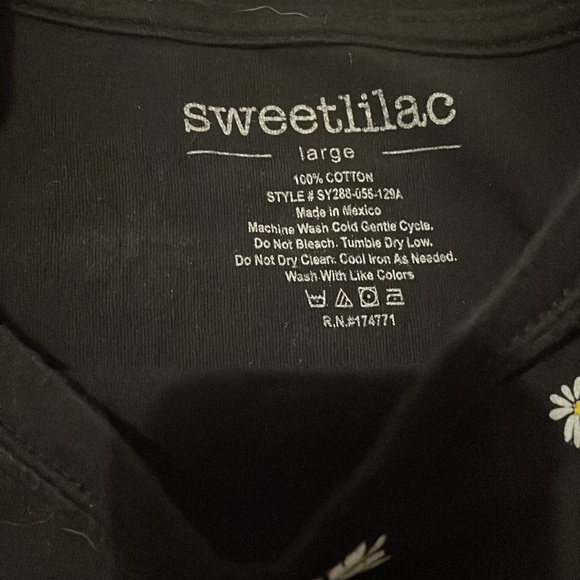 sweetlilac
large
100% COTTON
STYLE # SY288-056-129A
Made in Mexico
Machine Wash Cold Gentle Cycle.
Do Not Bleach. Tumble Dry Low.
Do Not Dry Clean. Cool Iron As Needed.
Wash With Like Colors
R.N.#174771